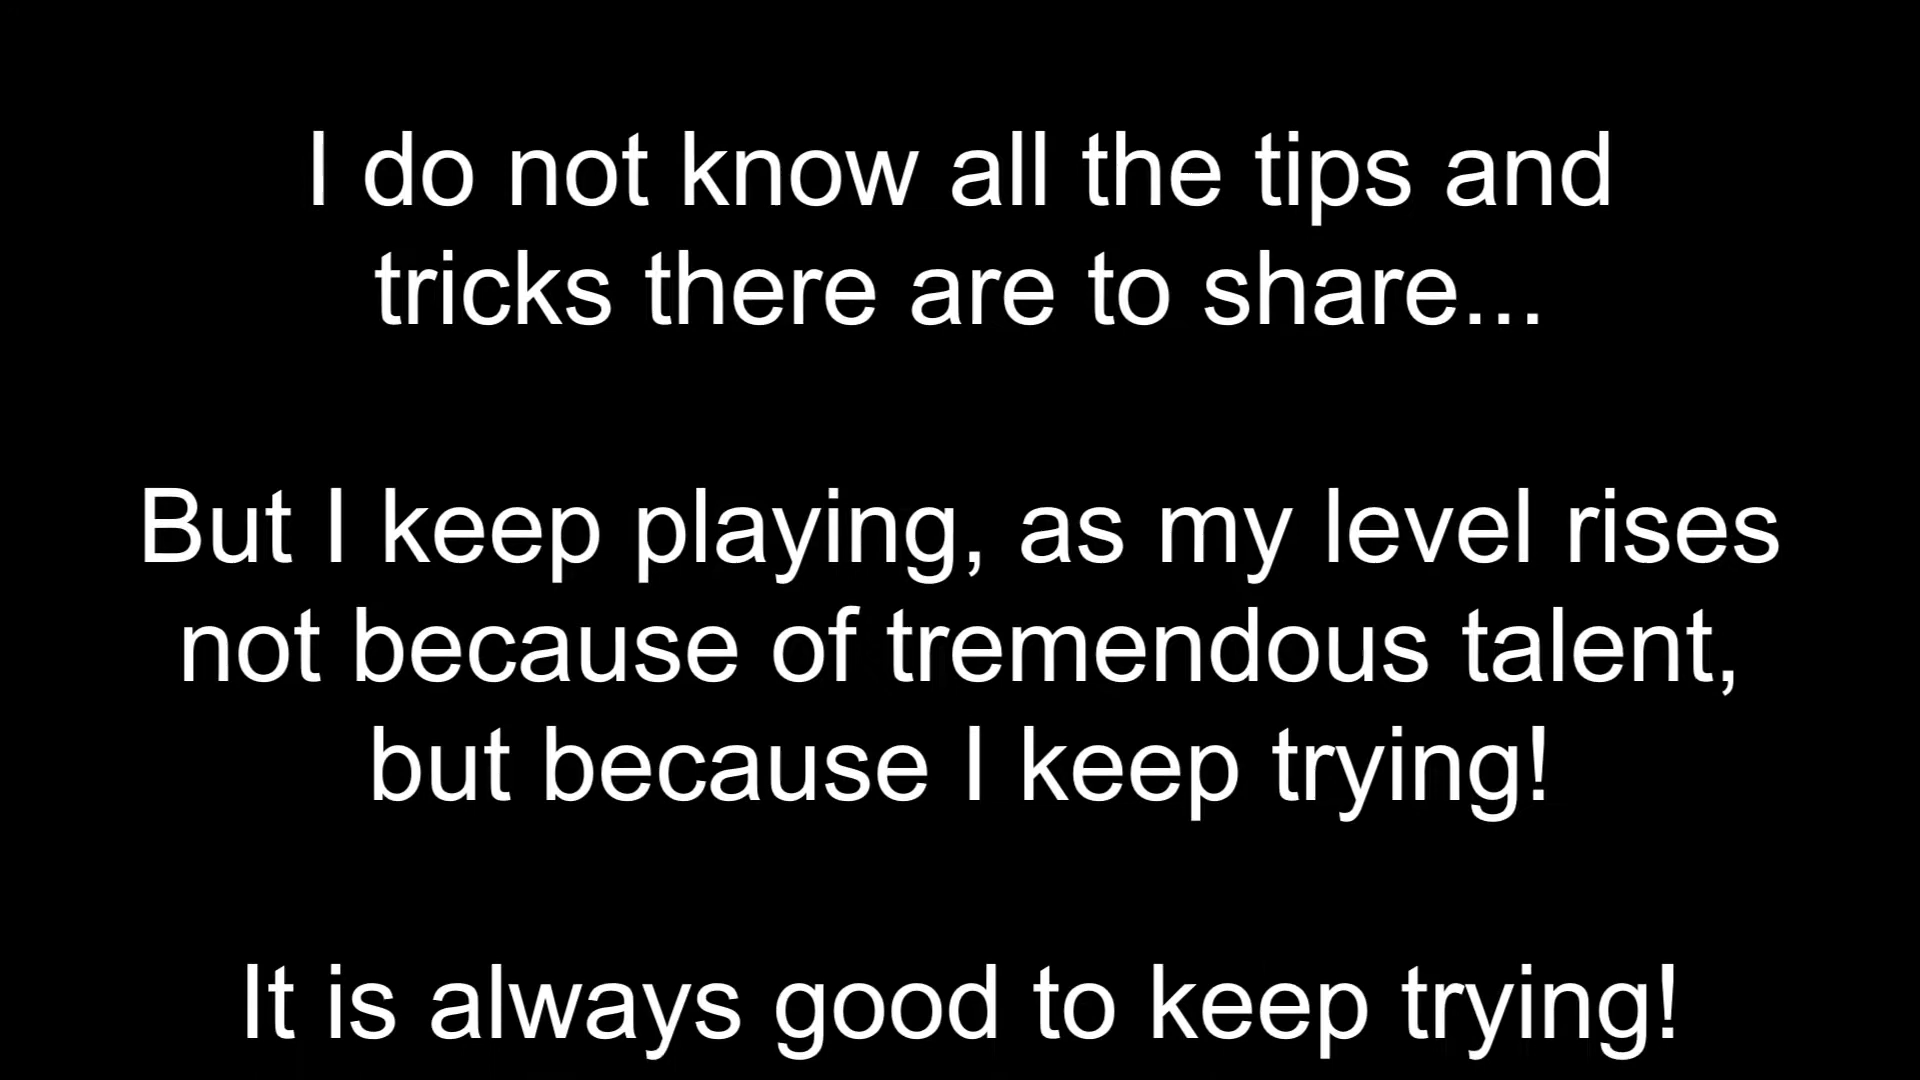 I do not know all the tips and
tricks there are to share...
But I keep playing, as my level rises
not because of tremendous talent,
but because I keep trying!
It is always good to keep trying!